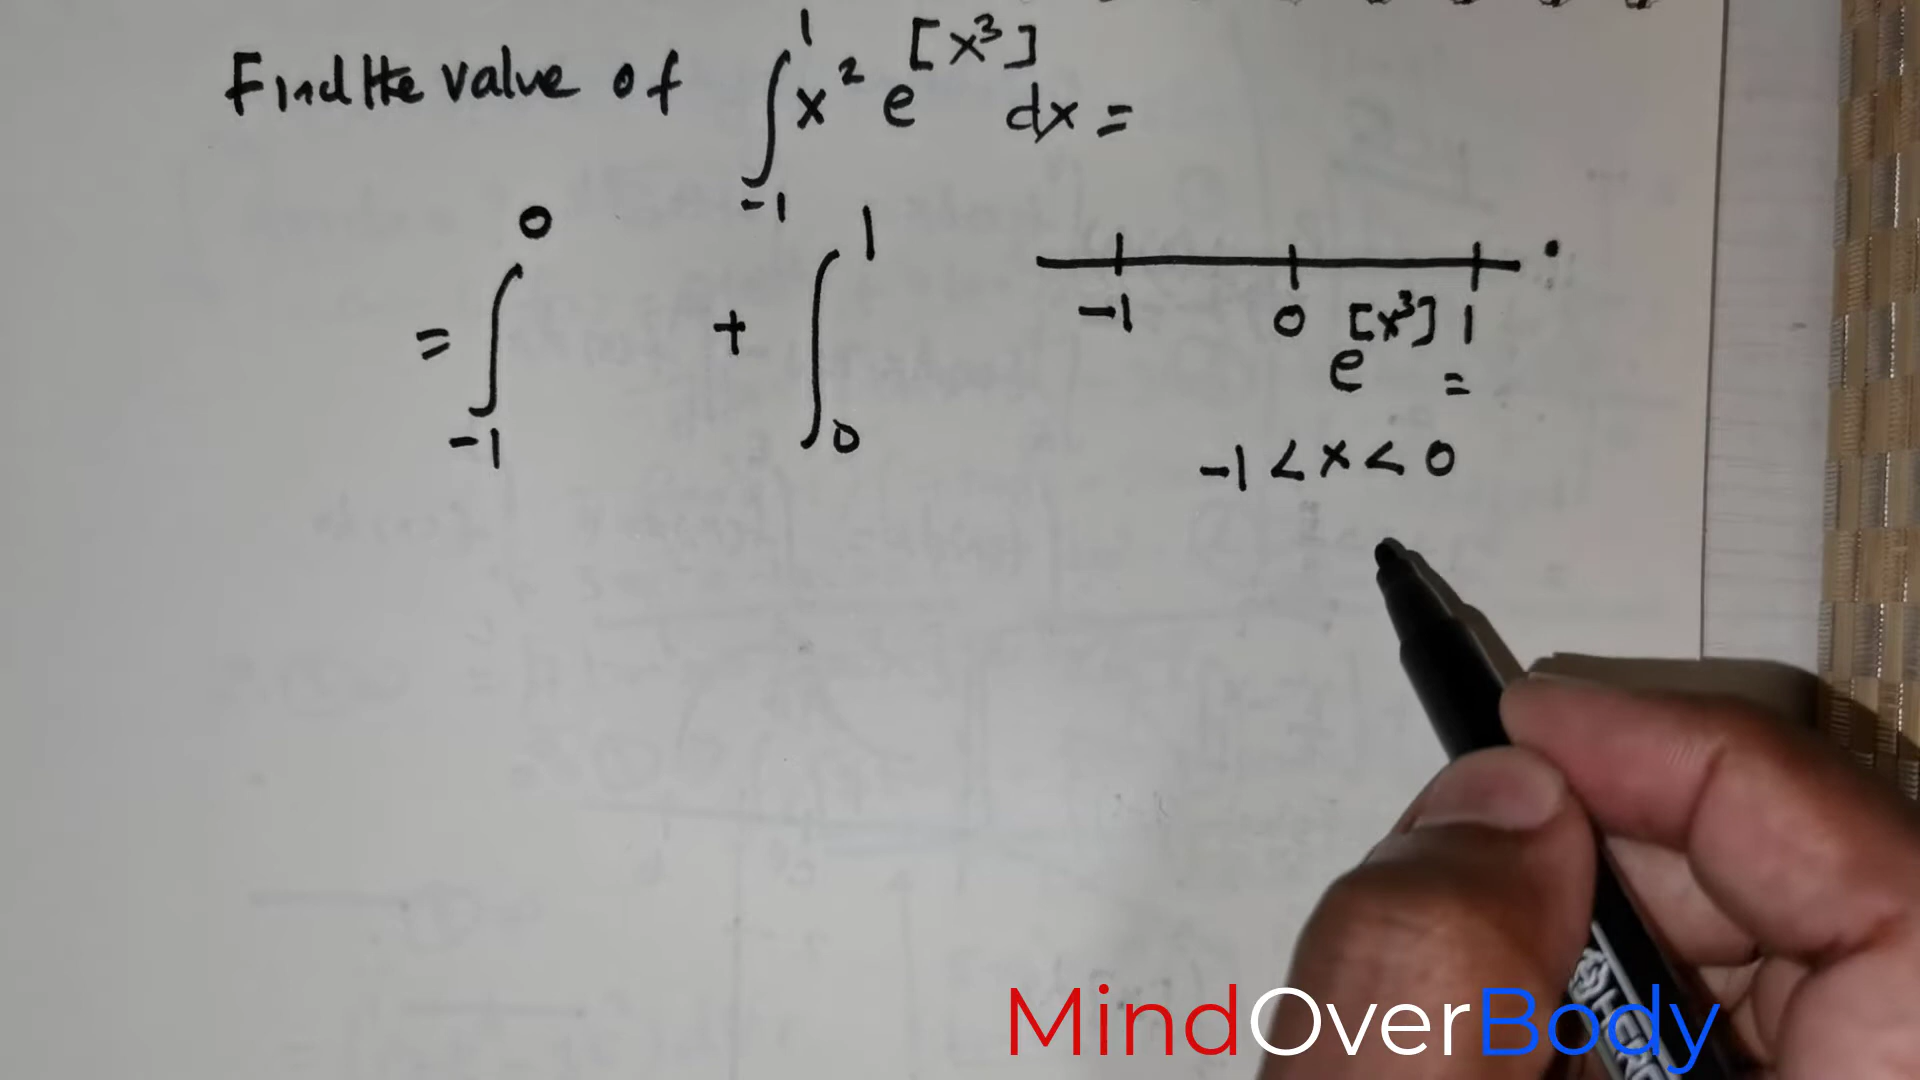 Find the value of ∫₋₁¹ x² e^[x³] dx =
= ∫₋₁⁰ + ∫₀¹
-1 0 1
e^[x³] =
-1 < x < 0
MindOverBody